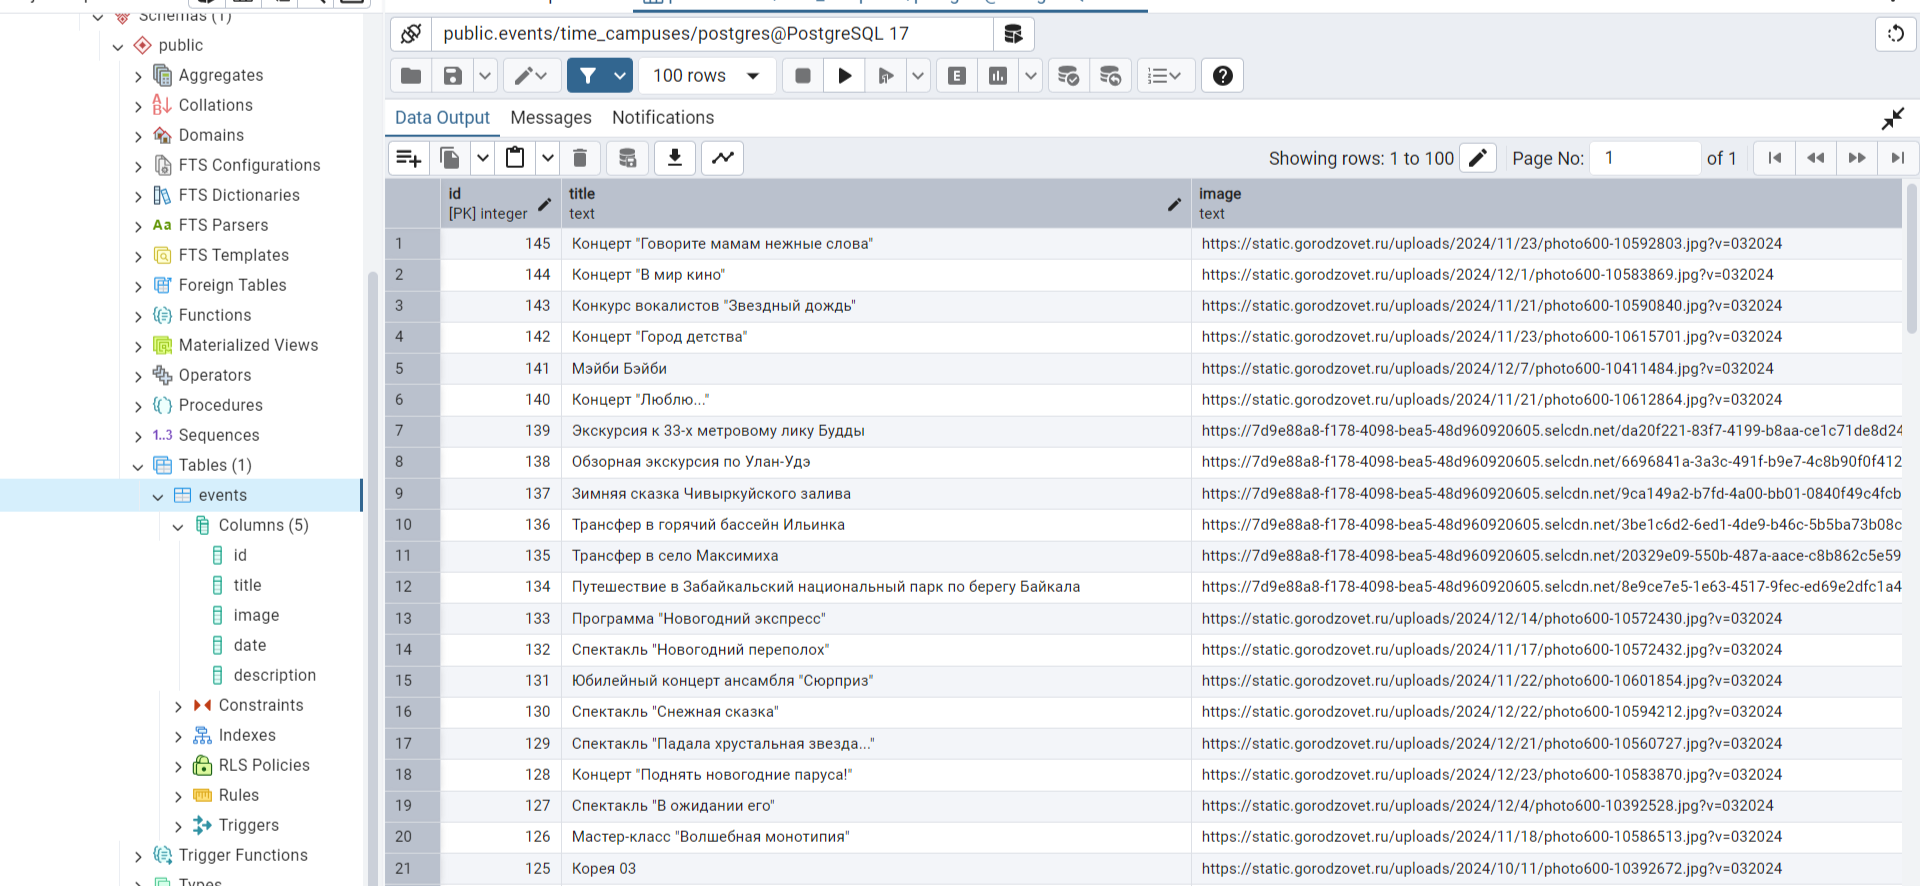 Schemas (1)
public
Aggregates
Collations
Domains
FTS Configurations
FTS Dictionaries
Aa FTS Parsers
FTS Templates
Foreign Tables
Functions
Materialized Views
Operators
Procedures
1..3 Sequences
Tables (1)
events
Columns (5)
id
title
image
date
description
Constraints
Indexes
RLS Policies
Rules
Triggers
Trigger Functions
Types
public.events/time_campuses/postgres@PostgreSQL 17
100 rows
E
Data Output Messages Notifications
Showing rows: 1 to 100 Page No: 1 of 1
id title image
[PK] integer text text
1 145 Концерт "Говорите мамам нежные слова" https://static.gorodzovet.ru/uploads/2024/11/23/photo600-10592803.jpg?v=032024
2 144 Концерт "В мир кино" https://static.gorodzovet.ru/uploads/2024/12/1/photo600-10583869.jpg?v=032024
3 143 Конкурс вокалистов "Звездный дождь" https://static.gorodzovet.ru/uploads/2024/11/21/photo600-10590840.jpg?v=032024
4 142 Концерт "Город детства" https://static.gorodzovet.ru/uploads/2024/11/23/photo600-10615701.jpg?v=032024
5 141 Мэйби Бэйби https://static.gorodzovet.ru/uploads/2024/12/7/photo600-10411484.jpg?v=032024
6 140 Концерт "Люблю..." https://static.gorodzovet.ru/uploads/2024/11/21/photo600-10612864.jpg?v=032024
7 139 Экскурсия к 33-х метровому лику Будды https://7d9e88a8-f178-4098-bea5-48d960920605.selcdn.net/da20f221-83f7-4199-b8aa-ce1c71de8d24
8 138 Обзорная экскурсия по Улан-Удэ https://7d9e88a8-f178-4098-bea5-48d960920605.selcdn.net/6696841a-3a3c-491f-b9e7-4c8b90f0f412
9 137 Зимняя сказка Чивыркуйского залива https://7d9e88a8-f178-4098-bea5-48d960920605.selcdn.net/9ca149a2-b7fd-4a00-bb01-0840f49c4fcb
10 136 Трансфер в горячий бассейн Ильинка https://7d9e88a8-f178-4098-bea5-48d960920605.selcdn.net/3be1c6d2-6ed1-4de9-b46c-5b5ba73b08c
11 135 Трансфер в село Максимиха https://7d9e88a8-f178-4098-bea5-48d960920605.selcdn.net/20329e09-550b-487a-aace-c8b862c5e59
12 134 Путешествие в Забайкальский национальный парк по берегу Байкала https://7d9e88a8-f178-4098-bea5-48d960920605.selcdn.net/8e9ce7e5-1e63-4517-9fec-ed69e2dfc1a4
13 133 Программа "Новогодний экспресс" https://static.gorodzovet.ru/uploads/2024/12/14/photo600-10572430.jpg?v=032024
14 132 Спектакль "Новогодний переполох" https://static.gorodzovet.ru/uploads/2024/11/17/photo600-10572432.jpg?v=032024
15 131 Юбилейный концерт ансамбля "Сюрприз" https://static.gorodzovet.ru/uploads/2024/11/22/photo600-10601854.jpg?v=032024
16 130 Спектакль "Снежная сказка" https://static.gorodzovet.ru/uploads/2024/12/22/photo600-10594212.jpg?v=032024
17 129 Спектакль "Падала хрустальная звезда..." https://static.gorodzovet.ru/uploads/2024/12/21/photo600-10560727.jpg?v=032024
18 128 Концерт "Поднять новогодние паруса!" https://static.gorodzovet.ru/uploads/2024/12/23/photo600-10583870.jpg?v=032024
19 127 Спектакль "В ожидании его" https://static.gorodzovet.ru/uploads/2024/12/4/photo600-10392528.jpg?v=032024
20 126 Мастер-класс "Волшебная монотипия" https://static.gorodzovet.ru/uploads/2024/11/18/photo600-10586513.jpg?v=032024
21 125 Корея 03 https://static.gorodzovet.ru/uploads/2024/10/11/photo600-10392672.jpg?v=032024